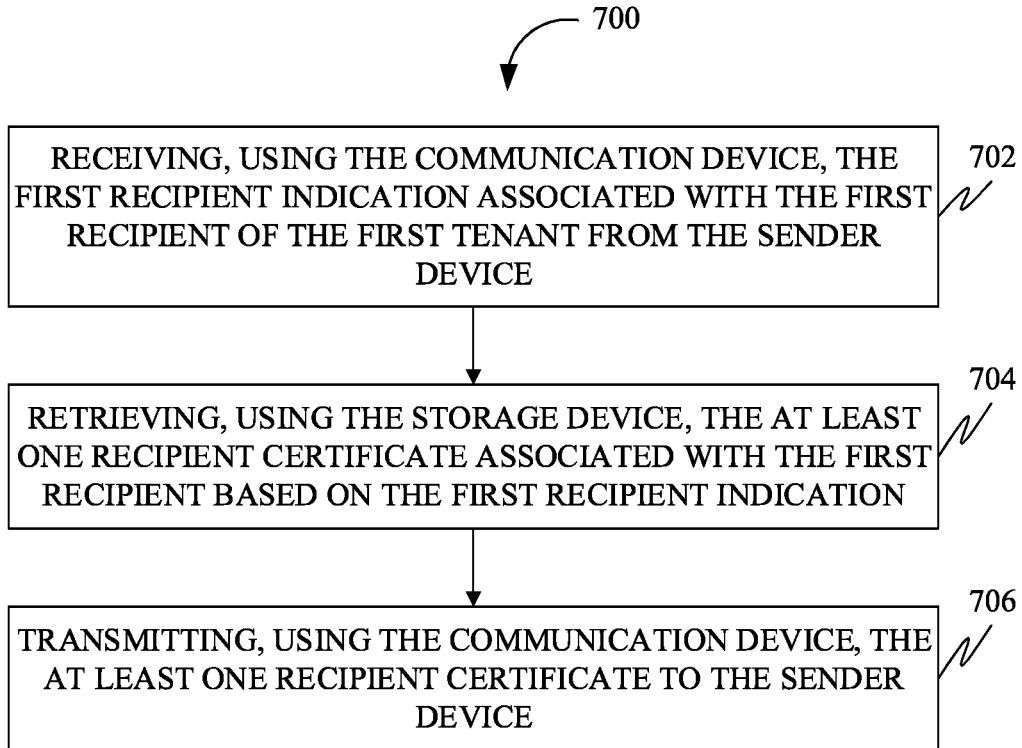 700
RECEIVING, USING THE COMMUNICATION DEVICE, THE
FIRST RECIPIENT INDICATION ASSOCIATED WITH THE FIRST
RECIPIENT OF THE FIRST TENANT FROM THE SENDER
DEVICE
702
RETRIEVING, USING THE STORAGE DEVICE, THE AT LEAST
ONE RECIPIENT CERTIFICATE ASSOCIATED WITH THE FIRST
RECIPIENT BASED ON THE FIRST RECIPIENT INDICATION
704
TRANSMITTING, USING THE COMMUNICATION DEVICE, THE
AT LEAST ONE RECIPIENT CERTIFICATE TO THE SENDER
DEVICE
706